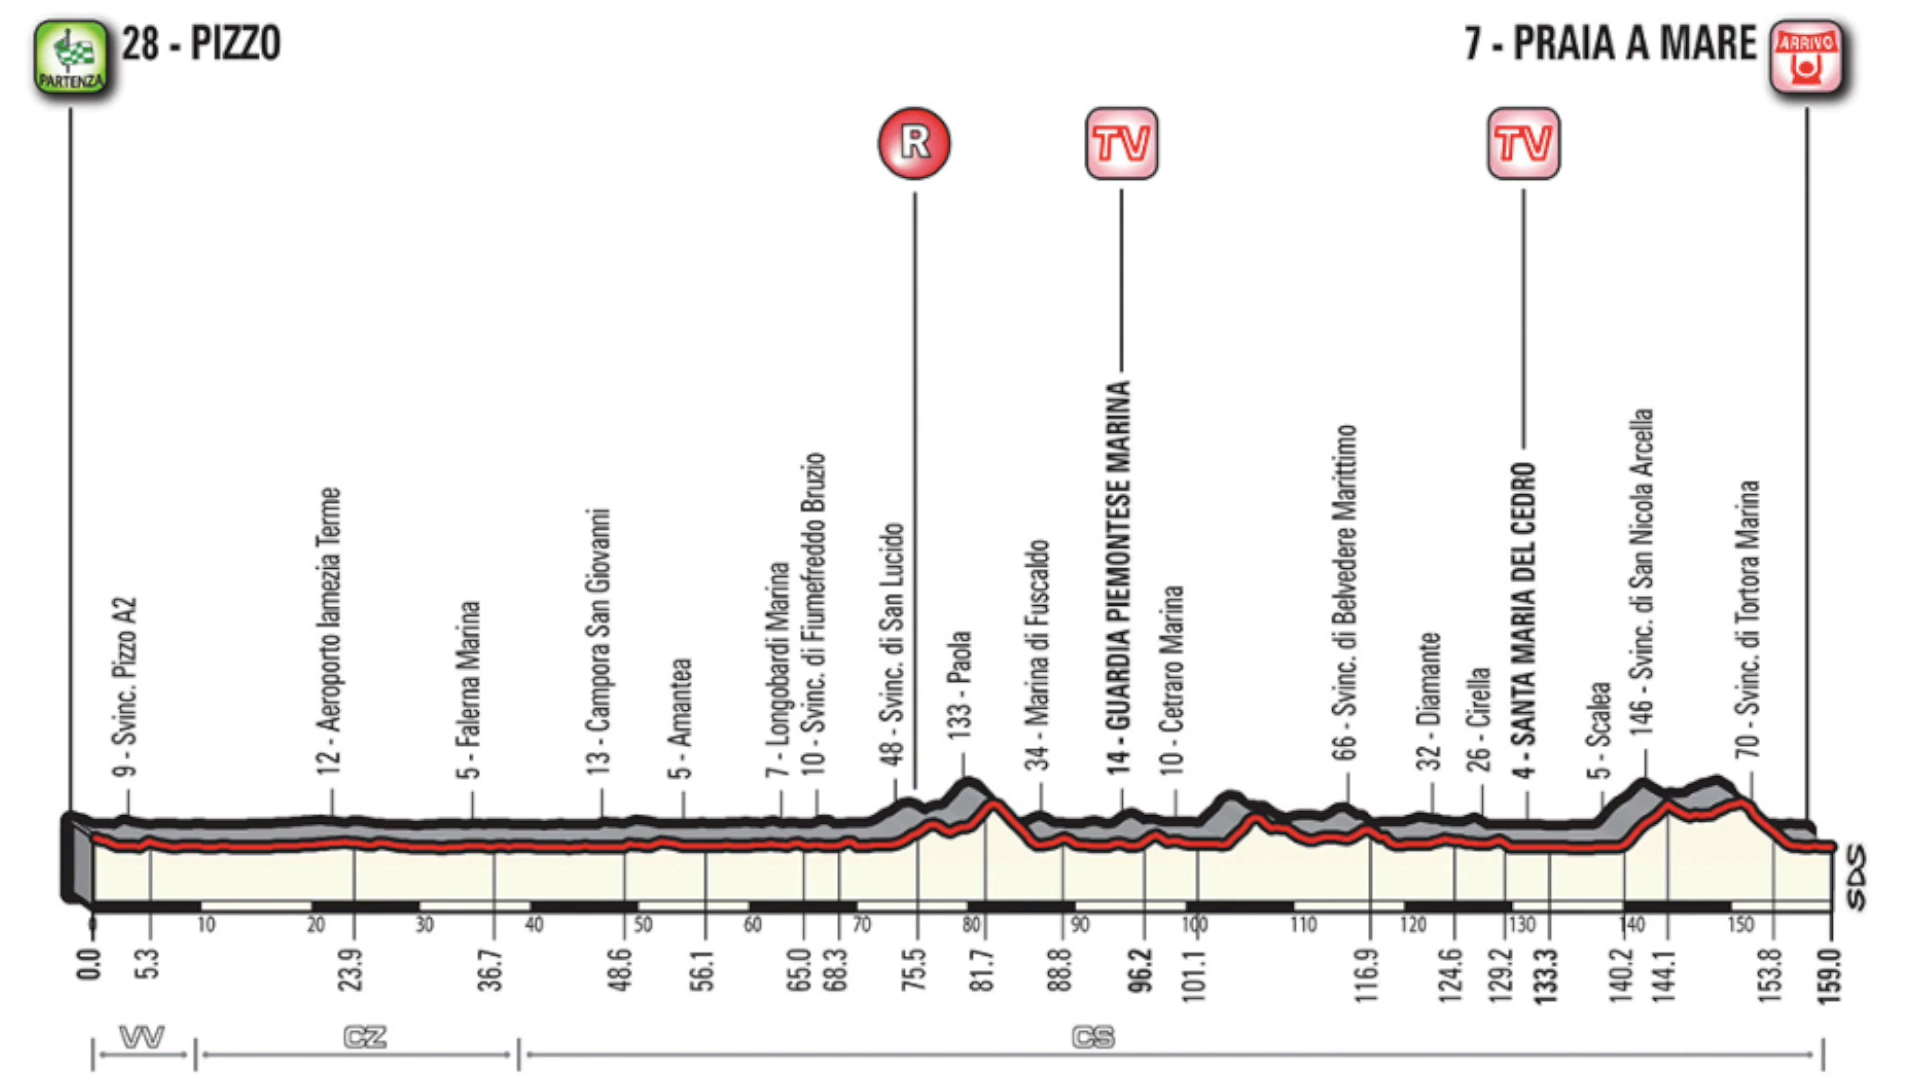 PARTENZA
28 - PIZZO
7 - PRAIA A MARE
ARRIVO
R
TV
TV
9 - Svinc. Pizzo A2
12 - Aeroporto lamezia Terme
5 - Falerna Marina
13 - Campora San Giovanni
5 - Amantea
7 - Longobardi Marina
10 - Svinc. di Fiumefreddo Bruzio
48 - Svinc. di San Lucido
133 - Paola
34 - Marina di Fuscaldo
14 - GUARDIA PIEMONTESE MARINA
10 - Cetraro Marina
66 - Svinc. di Belvedere Marittimo
32 - Diamante
26 - Cirella
4 - SANTA MARIA DEL CEDRO
5 - Scalea
146 - Svinc. di San Nicola Arcella
70 - Svinc. di Tortora Marina
SDS
0 10 20 30 40 50 60 70 80 90 100 110 120 130 140 150
0.0 5.3 23.9 36.7 48.6 56.1 65.0 68.3 75.5 81.7 88.8 96.2 101.1 116.9 124.6 129.2 133.3 140.2 144.1 153.8 159.0
VV CZ CS